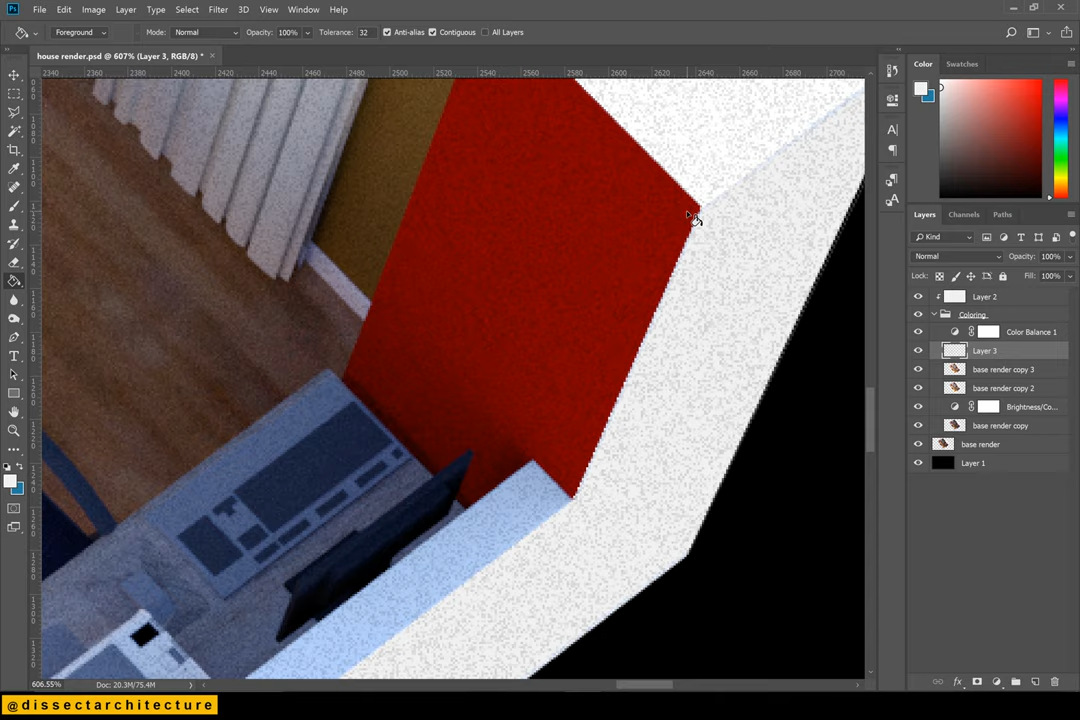 Ps File Edit Image Layer Type Select Filter 3D View Window Help
Foreground Mode: Normal Opacity: 100% Tolerance: 32 Anti-alias Contiguous All Layers
house render.psd @ 607% (Layer 3, RGB/8) * ×
2340 2360 2380 2400 2420 2440 2460 2480 2500 2520 2540 2560 2580 2600 2620 2640 2660 2680 2700
Color Swatches
Layers Channels Paths
Kind
Normal Opacity: 100%
Lock: Fill: 100%
Layer 2
Coloring
Color Balance 1
Layer 3
base render copy 3
base render copy 2
Brightness/Co...
base render copy
base render
Layer 1
606.55% Doc: 20.3M/75.4M
@dissectarchitecture